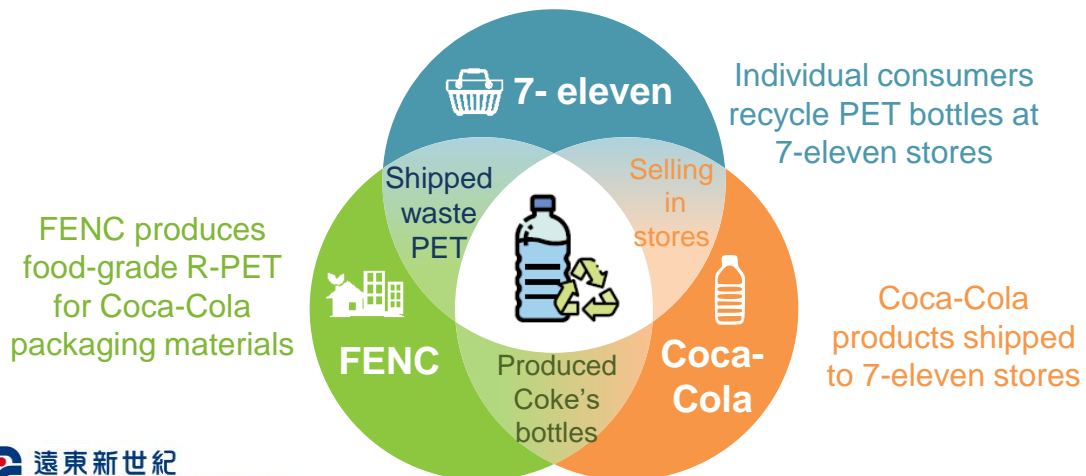 7- eleven
Individual consumers
recycle PET bottles at
7-eleven stores
Shipped
waste
PET
Selling
in
stores
FENC produces
food-grade R-PET
for Coca-Cola
packaging materials
FENC
Coca-
Cola
Coca-Cola
products shipped
to 7-eleven stores
Produced
Coke's
bottles
遠東新世紀